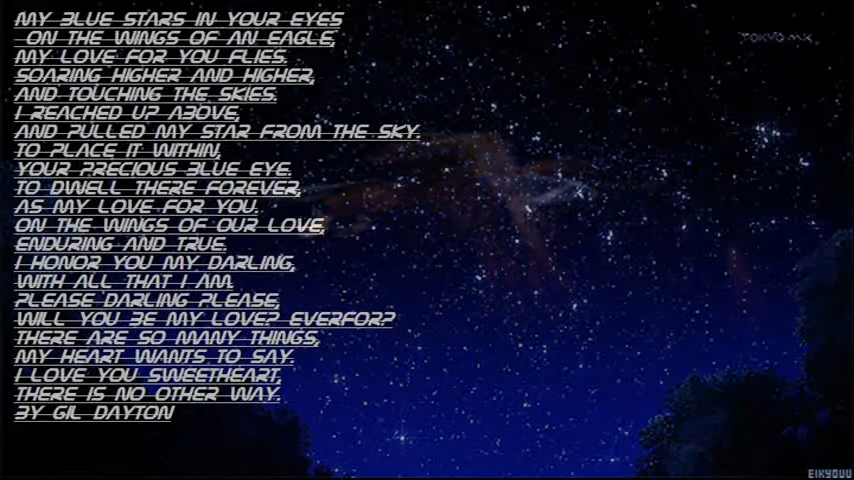 MY BLUE STARS IN YOUR EYES
ON THE WINGS OF AN EAGLE,
MY LOVE FOR YOU FLIES.
SOARING HIGHER AND HIGHER,
AND TOUCHING THE SKIES.
I REACHED UP ABOVE,
AND PULLED MY STAR FROM THE SKY.
TO PLACE IT WITHIN,
YOUR PRECIOUS BLUE EYE.
TO DWELL THERE FOREVER,
AS MY LOVE FOR YOU.
ON THE WINGS OF OUR LOVE,
ENDURING AND TRUE.
I HONOR YOU MY DARLING,
WITH ALL THAT I AM.
PLEASE DARLING PLEASE,
WILL YOU BE MY LOVE? EVERFOR?
THERE ARE SO MANY THINGS,
MY HEART WANTS TO SAY.
I LOVE YOU SWEETHEART,
THERE IS NO OTHER WAY.
BY GIL DAYTON
TOKYO MX
EIKYOUU